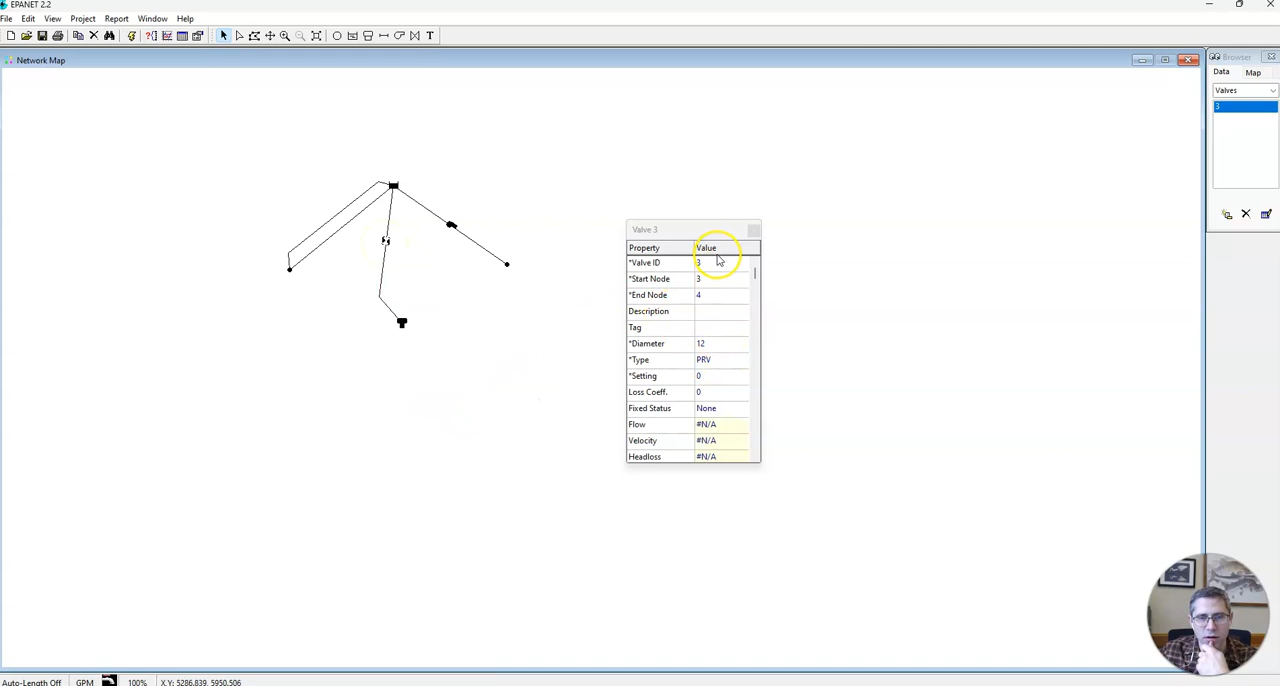 EPANET 2.2
File Edit View Project Report Window Help
T
Network Map
Browser
Data Map
Valves
3
Valve 3
Property Value
*Valve ID 3
*Start Node 3
*End Node 4
Description
Tag
*Diameter 12
*Type PRV
*Setting 0
Loss Coeff. 0
Fixed Status None
Flow #N/A
Velocity #N/A
Headloss #N/A
Auto-Length Off GPM 100% X,Y: 5286.839, 5950.506